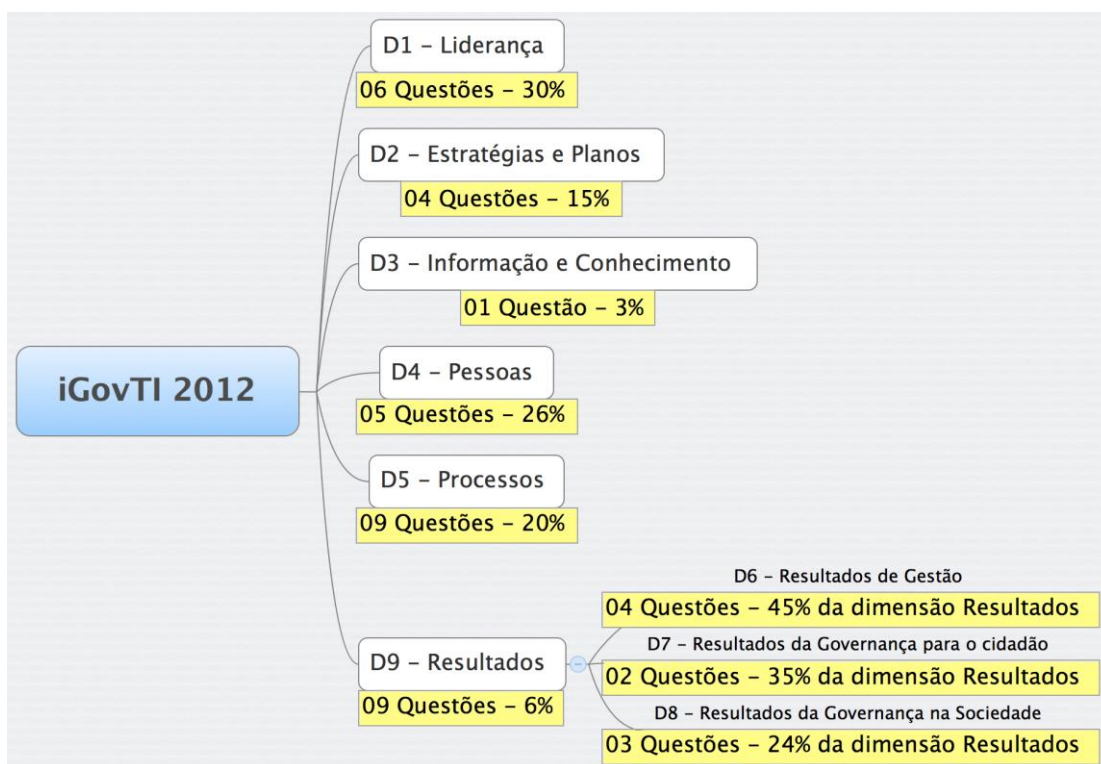 D1 – Liderança
06 Questões – 30%
D2 – Estratégias e Planos
04 Questões – 15%
D3 – Informação e Conhecimento
01 Questão – 3%
iGovTI 2012
D4 – Pessoas
05 Questões – 26%
D5 – Processos
09 Questões – 20%
D9 – Resultados
09 Questões – 6%
D6 – Resultados de Gestão
04 Questões – 45% da dimensão Resultados
D7 – Resultados da Governança para o cidadão
02 Questões – 35% da dimensão Resultados
D8 – Resultados da Governança na Sociedade
03 Questões – 24% da dimensão Resultados